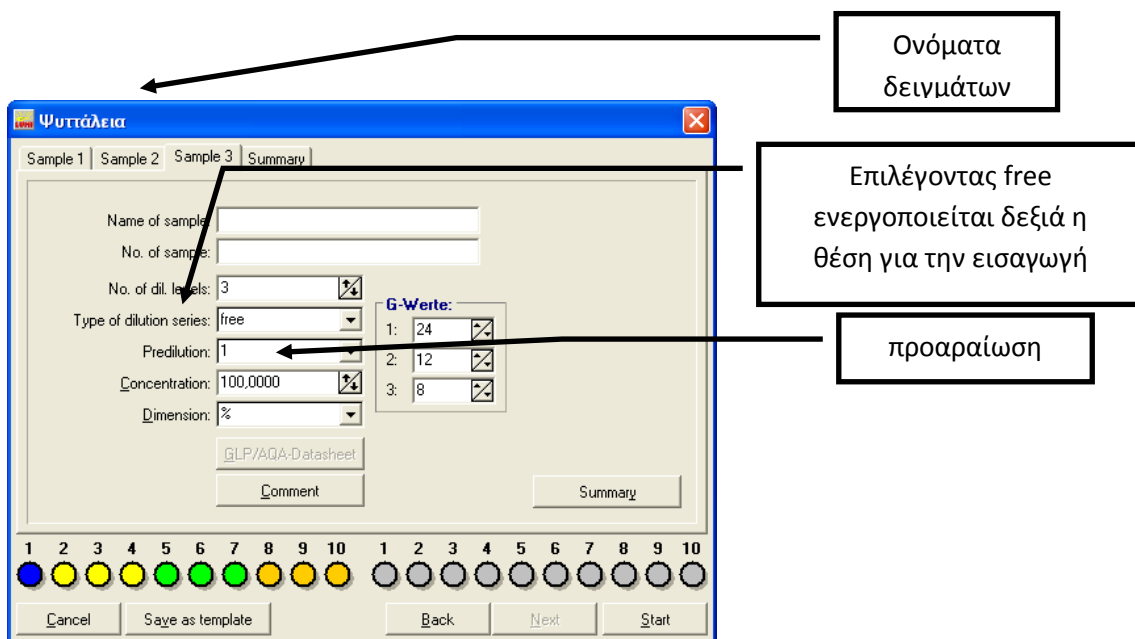 Ονόματα
δειγμάτων
Ψυττάλεια
Sample 1 Sample 2 Sample 3 Summary
Επιλέγοντας free
ενεργοποιείται δεξιά η
θέση για την εισαγωγή
Name of sample:
No. of sample:
No. of dil. levels: 3
Type of dilution series: free
Predilution: 1
Concentration: 100,0000
Dimension: %
G-Werte:
1: 24
2: 12
3: 8
προαραίωση
GLP/AQA-Datasheet
Comment
Summary
1 2 3 4 5 6 7 8 9 10 1 2 3 4 5 6 7 8 9 10
Cancel Save as template Back Next Start